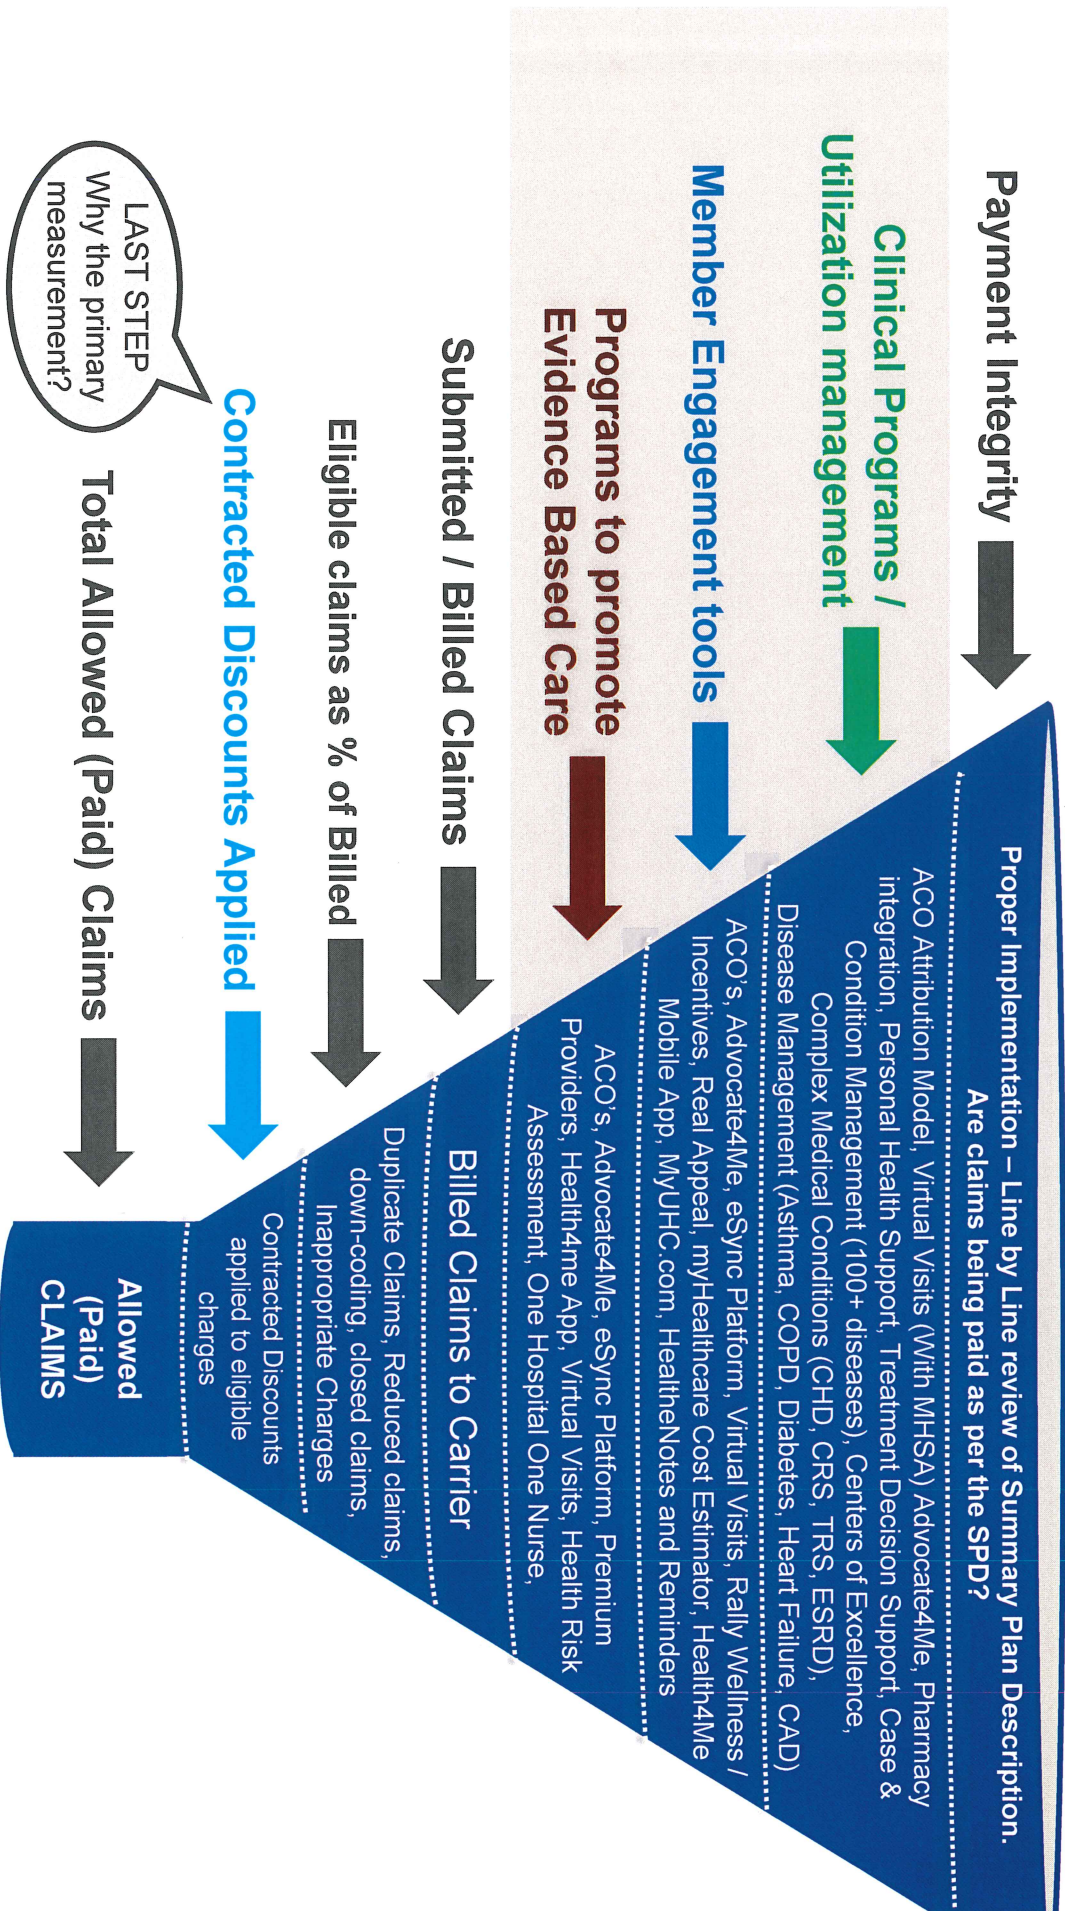 Payment Integrity
Proper Implementation – Line by Line review of Summary Plan Description.
Are claims being paid as per the SPD?
Clinical Programs /
Utilization management
ACO Attribution Model, Virtual Visits (With MHSA) Advocate4Me, Pharmacy
integration, Personal Health Support, Treatment Decision Support, Case &
Condition Management (100+ diseases), Centers of Excellence,
Complex Medical Conditions (CHD, CRS, TRS, ESRD),
Disease Management (Asthma, COPD, Diabetes, Heart Failure, CAD)
Member Engagement tools
ACO's, Advocate4Me, eSync Platform, Virtual Visits, Rally Wellness /
Incentives, Real Appeal, myHealthcare Cost Estimator, Health4Me
Mobile App, MyUHC.com, HealtheNotes and Reminders
Programs to promote
Evidence Based Care
ACO's, Advocate4Me, eSync Platform, Premium
Providers, Health4me App, Virtual Visits, Health Risk
Assessment, One Hospital One Nurse,
Submitted / Billed Claims
Billed Claims to Carrier
Eligible claims as % of Billed
Duplicate Claims, Reduced claims,
down-coding, closed claims,
Inappropriate Charges
Contracted Discounts Applied
Contracted Discounts
applied to eligible
charges
LAST STEP
Why the primary
measurement?
Total Allowed (Paid) Claims
Allowed
(Paid)
CLAIMS